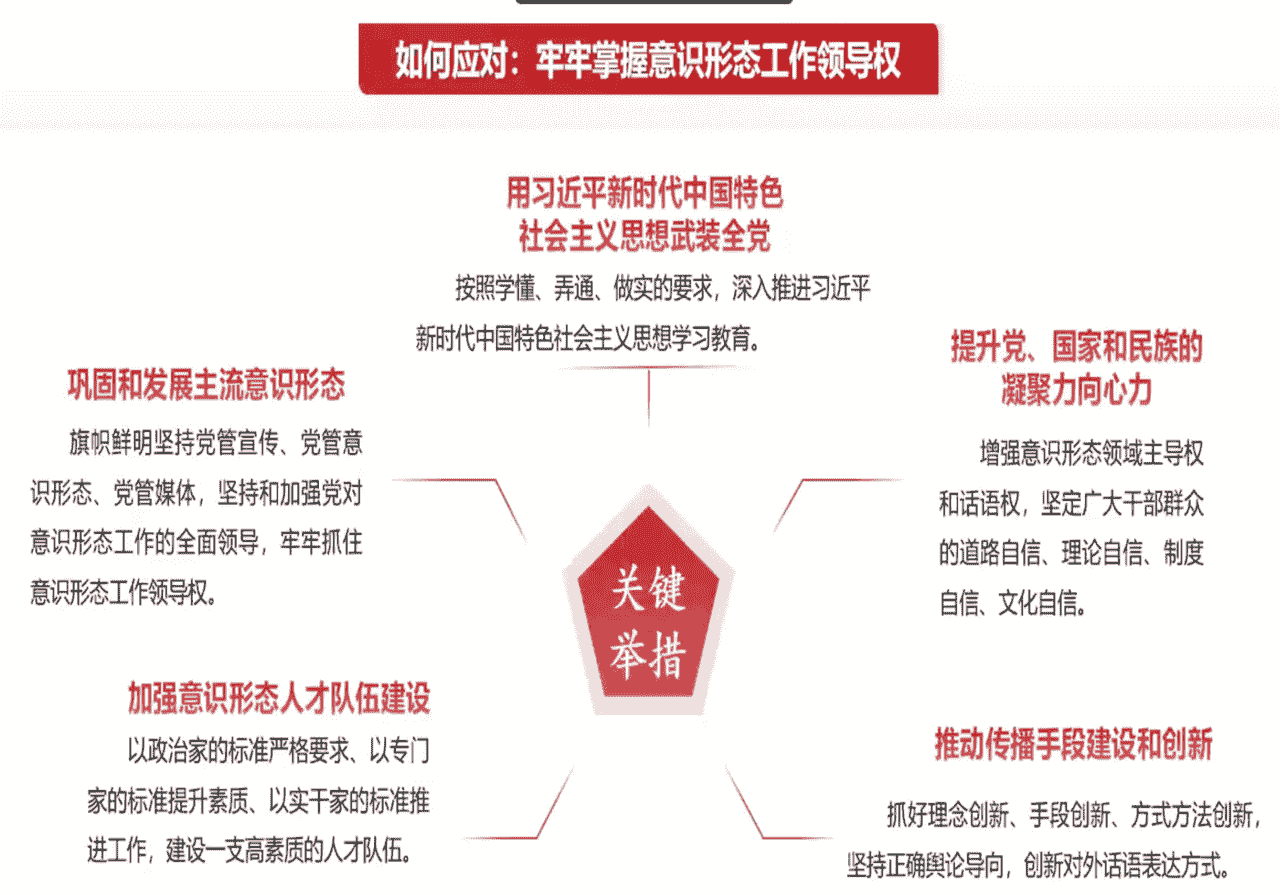 如何应对：牢牢掌握意识形态工作领导权
用习近平新时代中国特色
社会主义思想武装全党
按照学懂、弄通、做实的要求，深入推进习近平
新时代中国特色社会主义思想学习教育。
巩固和发展主流意识形态
旗帜鲜明坚持党管宣传、党管意
识形态、党管媒体，坚持和加强党对
意识形态工作的全面领导，牢牢抓住
意识形态工作领导权。
提升党、国家和民族的
凝聚力向心力
增强意识形态领域主导权
和话语权，坚定广大干部群众
的道路自信、理论自信、制度
自信、文化自信。
关键
举措
加强意识形态人才队伍建设
以政治家的标准严格要求、以专门
家的标准提升素质、以实干家的标准推
进工作，建设一支高素质的人才队伍。
推动传播手段建设和创新
抓好理念创新、手段创新、方式方法创新，
坚持正确舆论导向，创新对外话语表达方式。